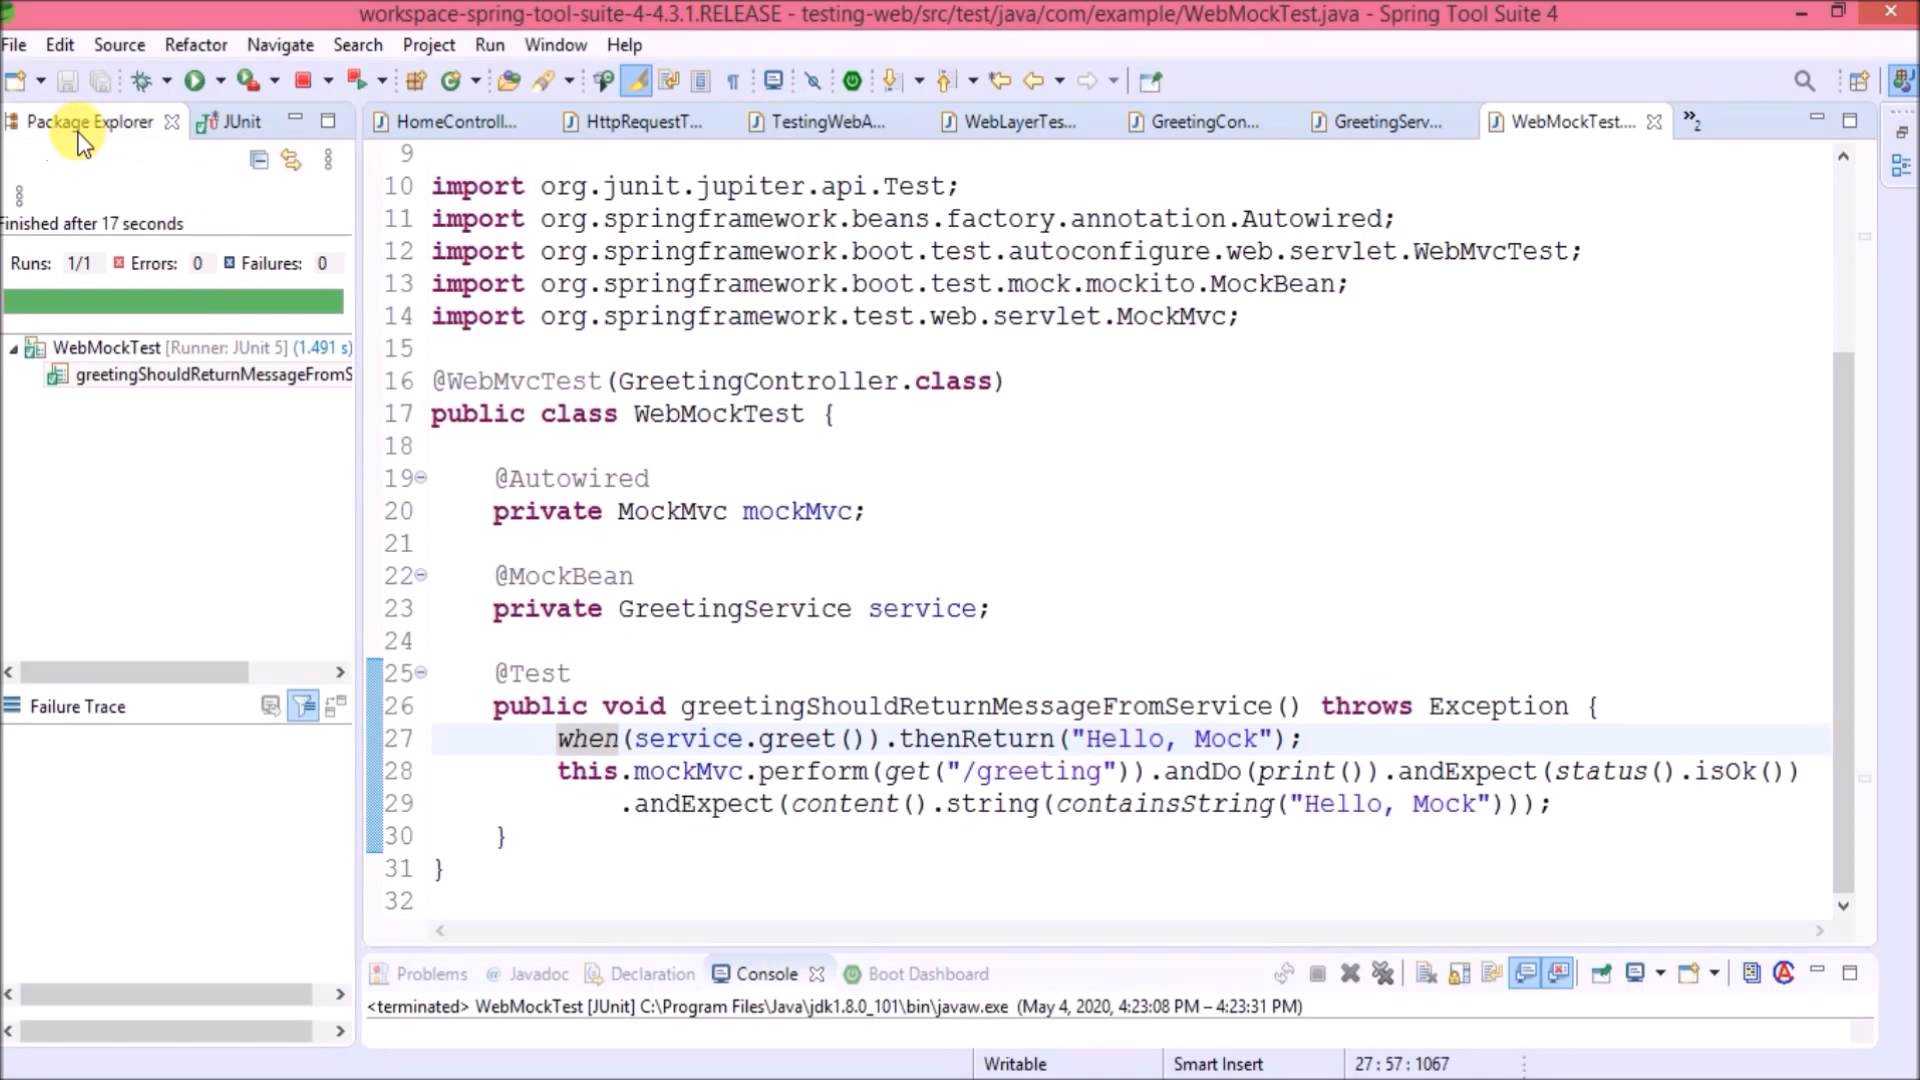 workspace-spring-tool-suite-4-4.3.1.RELEASE - testing-web/src/test/java/com/example/WebMockTest.java - Spring Tool Suite 4
File Edit Source Refactor Navigate Search Project Run Window Help
Package Explorer JUnit
HomeControll... HttpRequestT... TestingWebA... WebLayerTes... GreetingCon... GreetingServ... WebMockTest.... »2
Finished after 17 seconds
Runs: 1/1 Errors: 0 Failures: 0
WebMockTest [Runner: JUnit 5] (1.491 s)
greetingShouldReturnMessageFromS
Failure Trace
9
10 import org.junit.jupiter.api.Test;
11 import org.springframework.beans.factory.annotation.Autowired;
12 import org.springframework.boot.test.autoconfigure.web.servlet.WebMvcTest;
13 import org.springframework.boot.test.mock.mockito.MockBean;
14 import org.springframework.test.web.servlet.MockMvc;
15
16 @WebMvcTest(GreetingController.class)
17 public class WebMockTest {
18
19 @Autowired
20 private MockMvc mockMvc;
21
22 @MockBean
23 private GreetingService service;
24
25 @Test
26 public void greetingShouldReturnMessageFromService() throws Exception {
27 when(service.greet()).thenReturn("Hello, Mock");
28 this.mockMvc.perform(get("/greeting")).andDo(print()).andExpect(status().isOk())
29 .andExpect(content().string(containsString("Hello, Mock")));
30 }
31 }
32
Problems @ Javadoc Declaration Console Boot Dashboard
<terminated> WebMockTest [JUnit] C:\Program Files\Java\jdk1.8.0_101\bin\javaw.exe (May 4, 2020, 4:23:08 PM – 4:23:31 PM)
Writable Smart Insert 27 : 57 : 1067